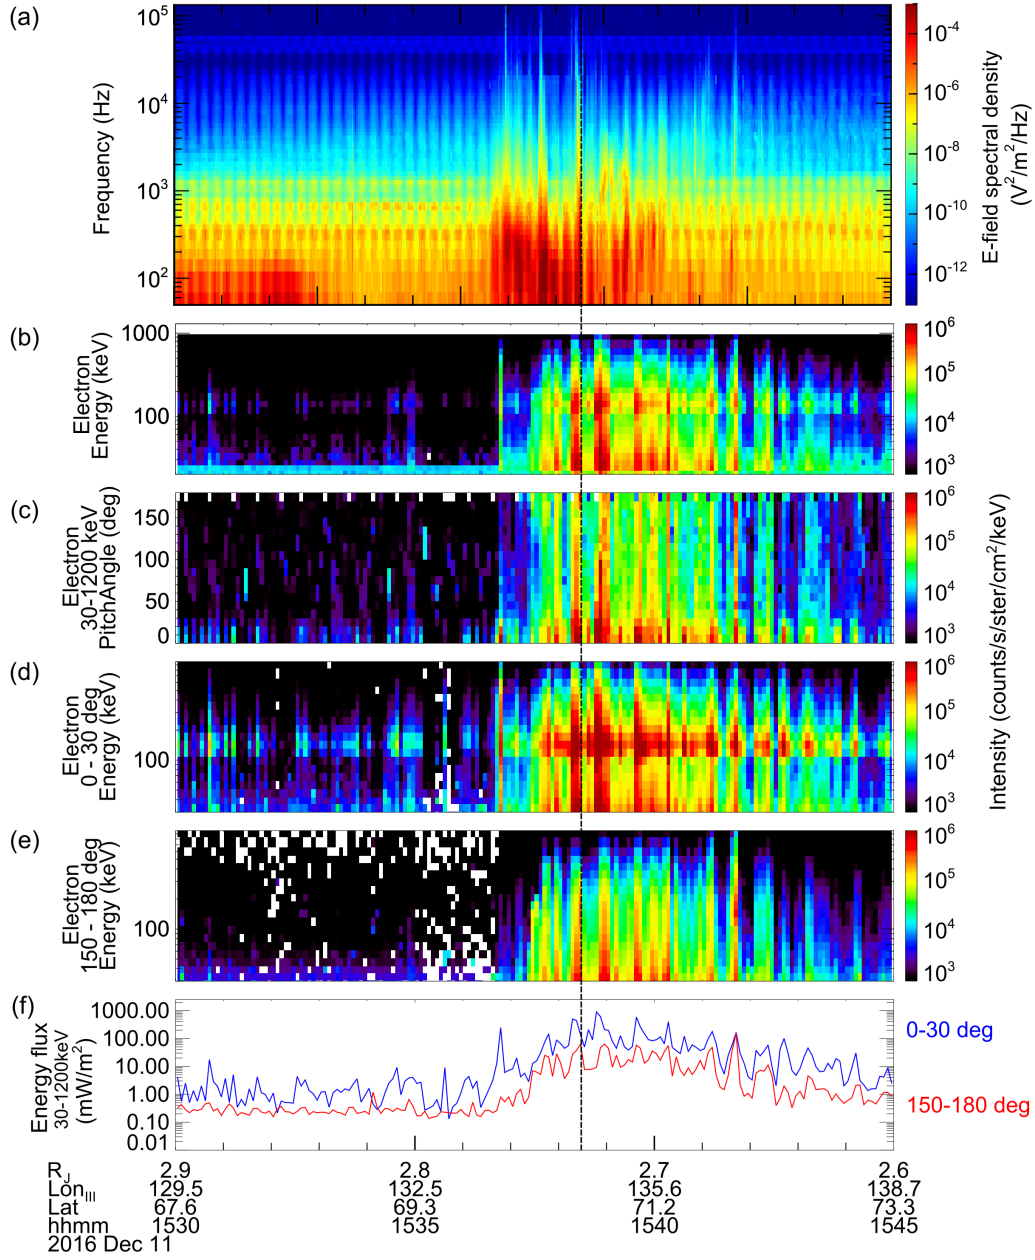 (a)
10^5
10^4
10^3
10^2
Frequency (Hz)
10^-4
10^-6
10^-8
10^-10
10^-12
E-field spectral density
(V^2/m^2/Hz)
(b)
1000
100
Electron
Energy (keV)
10^6
10^5
10^4
10^3
(c)
150
100
50
0
Electron
30-1200 keV
PitchAngle (deg)
10^6
10^5
10^4
10^3
Intensity (counts/s/ster/cm^2/keV)
(d)
100
Electron
0 - 30 deg
Energy (keV)
10^6
10^5
10^4
10^3
(e)
100
Electron
150 - 180 deg
Energy (keV)
10^6
10^5
10^4
10^3
(f)
1000.00
100.00
10.00
1.00
0.10
0.01
Energy flux
30-1200keV
(mW/m^2)
0-30 deg
150-180 deg
R_J 2.9 2.8 2.7 2.6
Lon_III 129.5 132.5 135.6 138.7
Lat 67.6 69.3 71.2 73.3
hhmm 1530 1535 1540 1545
2016 Dec 11